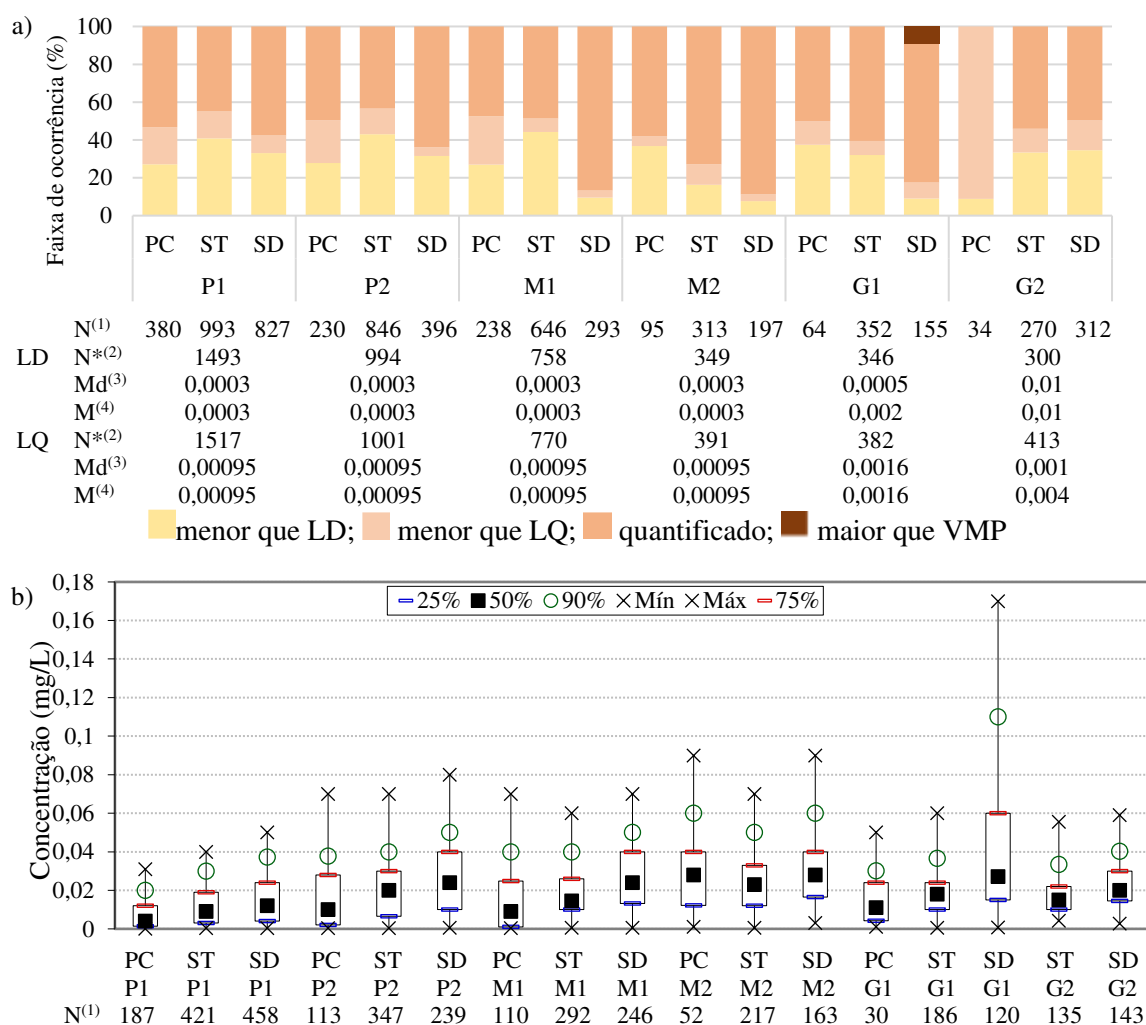 a)
Faixa de ocorrência (%)
100
80
60
40
20
0
PC ST SD PC ST SD PC ST SD PC ST SD PC ST SD PC ST SD
P1 P2 M1 M2 G1 G2
N(1) 380 993 827 230 846 396 238 646 293 95 313 197 64 352 155 34 270 312
LD N*(2) 1493 994 758 349 346 300
Md(3) 0,0003 0,0003 0,0003 0,0003 0,0005 0,01
M(4) 0,0003 0,0003 0,0003 0,0003 0,002 0,01
LQ N*(2) 1517 1001 770 391 382 413
Md(3) 0,00095 0,00095 0,00095 0,00095 0,0016 0,001
M(4) 0,00095 0,00095 0,00095 0,00095 0,0016 0,004
menor que LD; menor que LQ; quantificado; maior que VMP
b)
Concentração (mg/L)
0,18
0,16
0,14
0,12
0,1
0,08
0,06
0,04
0,02
0
25% 50% 90% Mín Máx 75%
PC ST SD PC ST SD PC ST SD PC ST SD PC ST SD ST SD
P1 P1 P1 P2 P2 P2 M1 M1 M1 M2 M2 M2 G1 G1 G1 G2 G2
N(1) 187 421 458 113 347 239 110 292 246 52 217 163 30 186 120 135 143